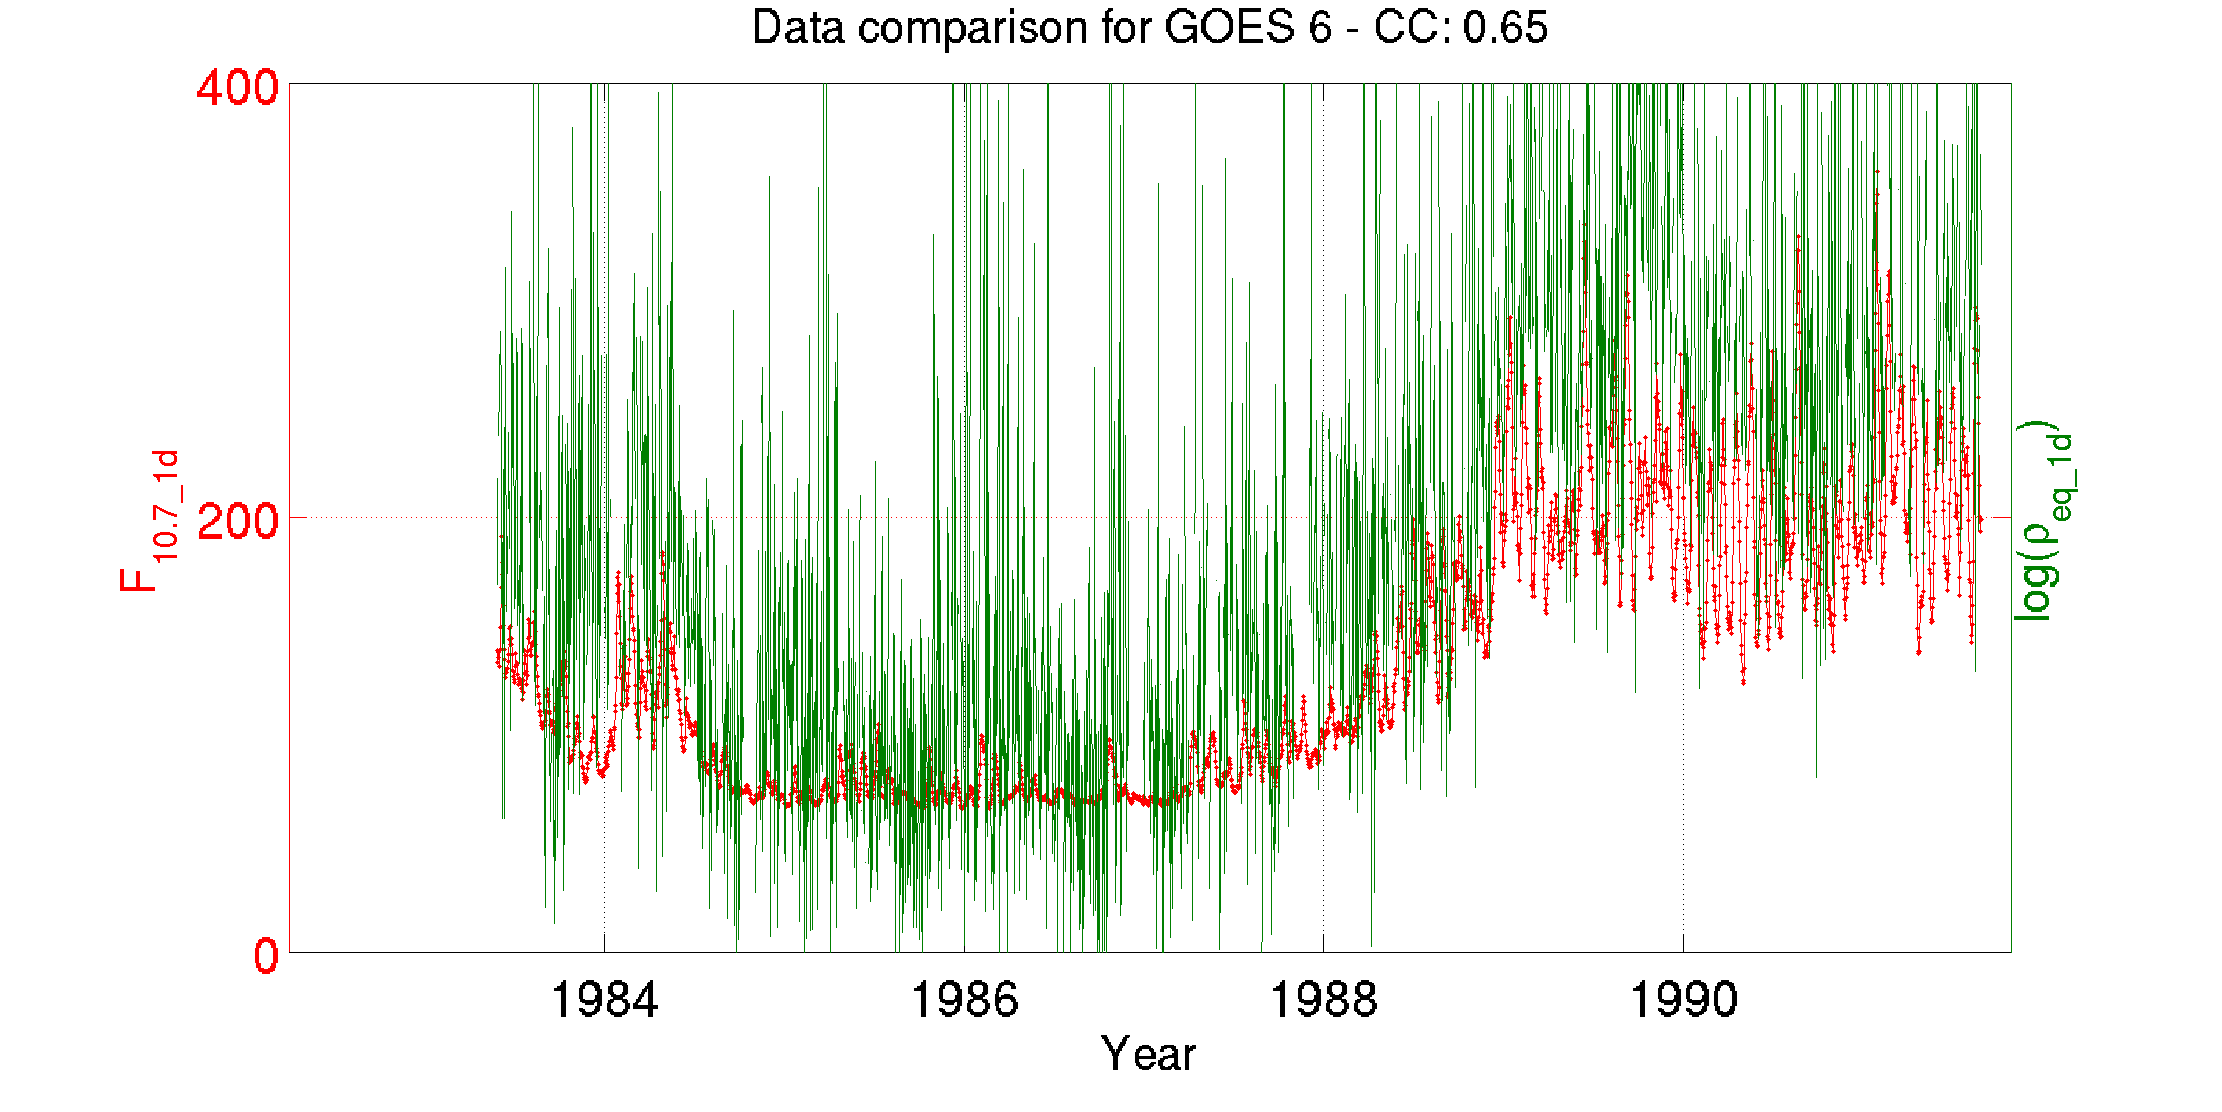 Data comparison for GOES 6 - CC: 0.65
400
200
0
F10.7_1d
log(ρeq_1d)
1984 1986 1988 1990
Year